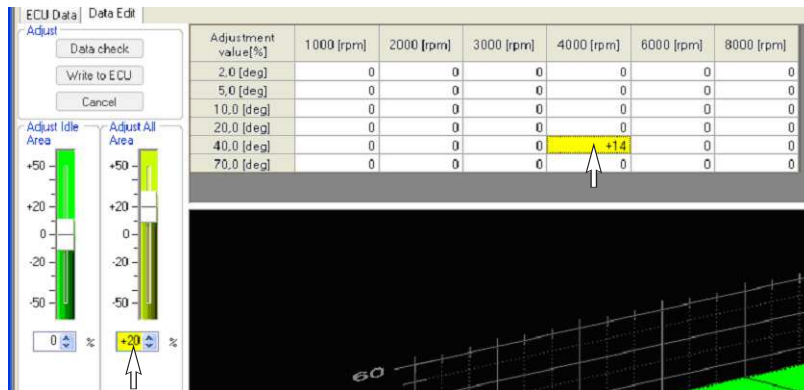 ECU Data Data Edit
Adjust
Data check
Write to ECU
Cancel
Adjust Idle Area
+50
+20
0
-20
-50
0 %
Adjust All Area
+50
+20
0
-20
-50
+20 %
Adjustment value[%] 1000 [rpm] 2000 [rpm] 3000 [rpm] 4000 [rpm] 6000 [rpm] 8000 [rpm]
2,0 [deg] 0 0 0 0 0 0
5,0 [deg] 0 0 0 0 0 0
10,0 [deg] 0 0 0 0 0 0
20,0 [deg] 0 0 0 0 0 0
40,0 [deg] 0 0 0 +14 0 0
70,0 [deg] 0 0 0 0 0 0
60